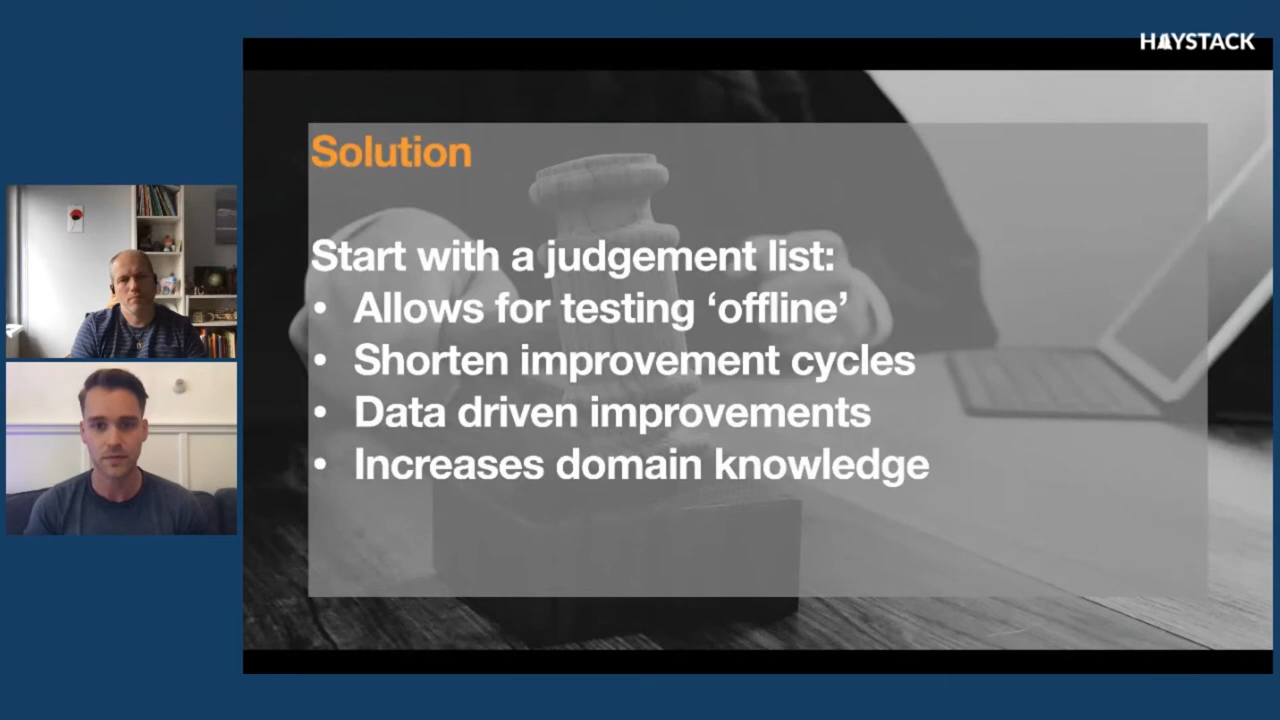 HAYSTACK
Solution
Start with a judgement list:
• Allows for testing ‘offline’
• Shorten improvement cycles
• Data driven improvements
• Increases domain knowledge